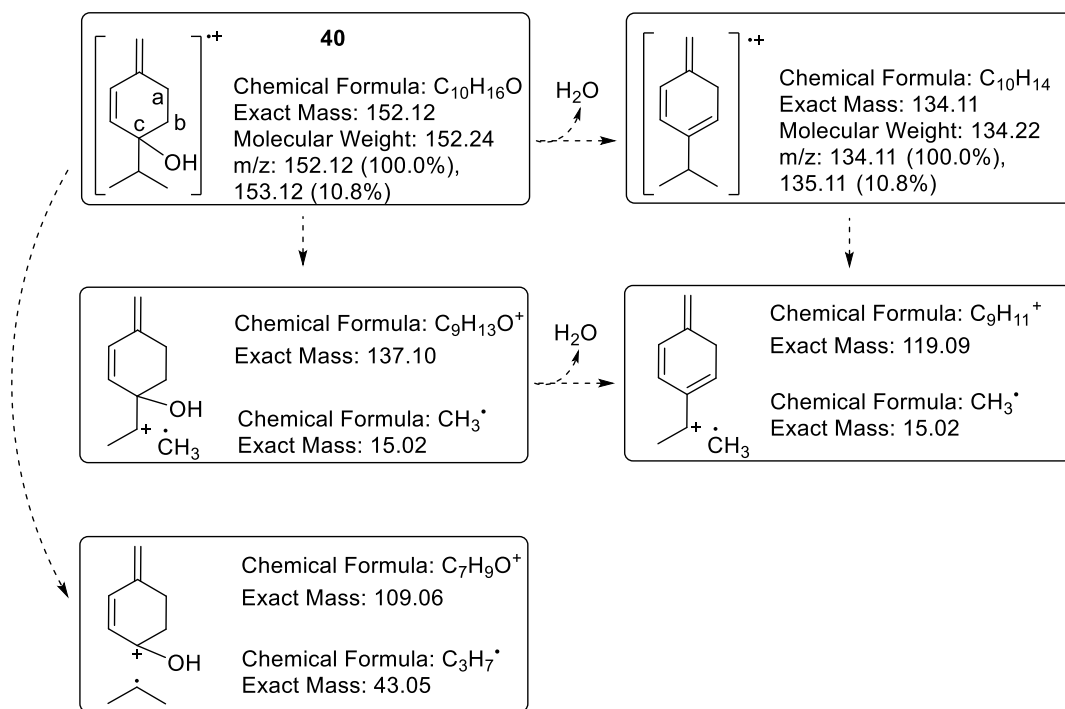 40
Chemical Formula: C₁₀H₁₆O
Exact Mass: 152.12
Molecular Weight: 152.24
m/z: 152.12 (100.0%),
153.12 (10.8%)
a
b
c
OH
•+
H₂O
•+
Chemical Formula: C₁₀H₁₄
Exact Mass: 134.11
Molecular Weight: 134.22
m/z: 134.11 (100.0%),
135.11 (10.8%)
Chemical Formula: C₉H₁₃O⁺
Exact Mass: 137.10
OH
+
•CH₃
Chemical Formula: CH₃•
Exact Mass: 15.02
H₂O
Chemical Formula: C₉H₁₁⁺
Exact Mass: 119.09
+
•CH₃
Chemical Formula: CH₃•
Exact Mass: 15.02
Chemical Formula: C₇H₉O⁺
Exact Mass: 109.06
+
OH
•
Chemical Formula: C₃H₇•
Exact Mass: 43.05